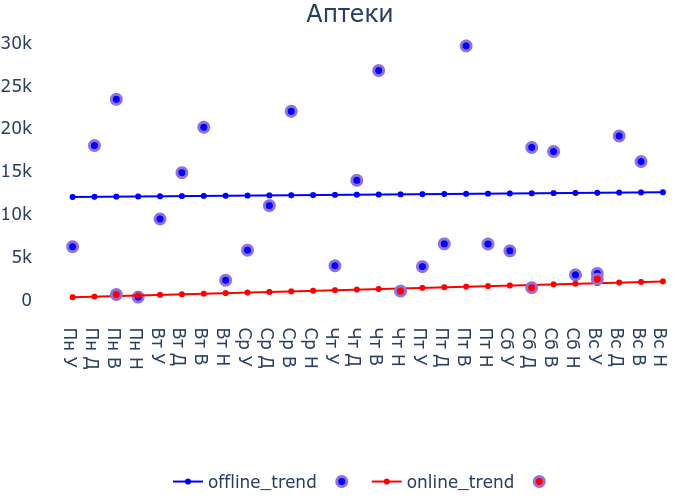 Аптеки
30k
25k
20k
15k
10k
5k
0
Пн У
Пн Д
Пн В
Пн Н
Вт У
Вт Д
Вт В
Вт Н
Ср У
Ср Д
Ср В
Ср Н
Чт У
Чт Д
Чт В
Чт Н
Пт У
Пт Д
Пт В
Пт Н
Сб У
Сб Д
Сб В
Сб Н
Вс У
Вс Д
Вс В
Вс Н
offline_trend online_trend